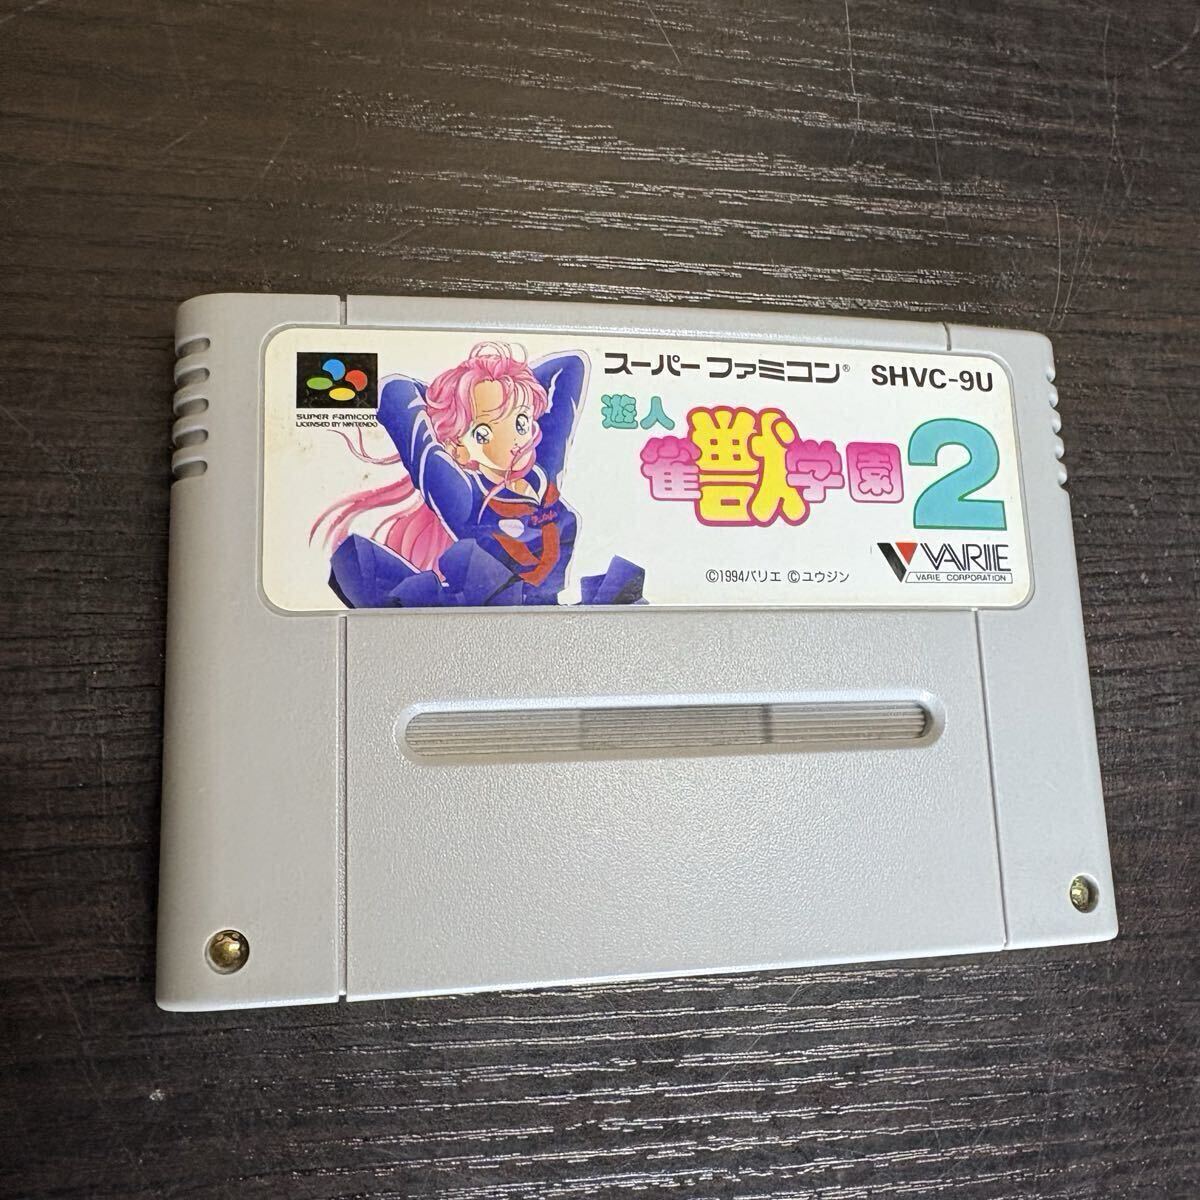 SUPER FAMICOM
LICENSED BY NINTENDO
スーパーファミコン® SHVC-9U
遊人
雀獣学園2
©1994バリエ ©ユウジン
VARIE
VARIE CORPORATION